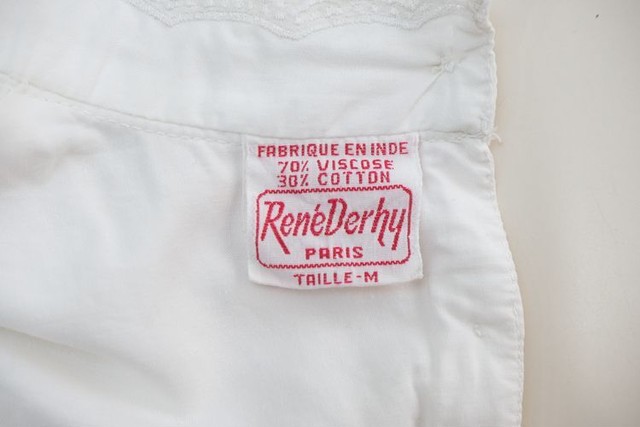 FABRIQUE EN INDE
70% VISCOSE
30% COTTON
RenéDerhy
PARIS
TAILLE-M